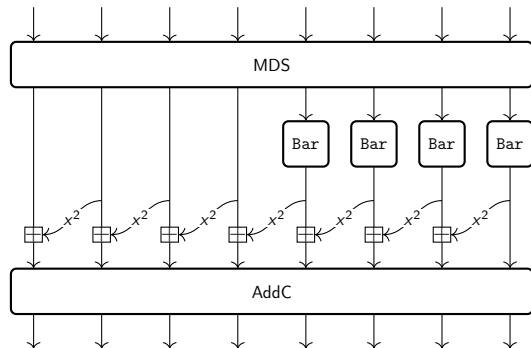 MDS
Bar Bar Bar Bar
x² x² x² x² x² x² x²
AddC